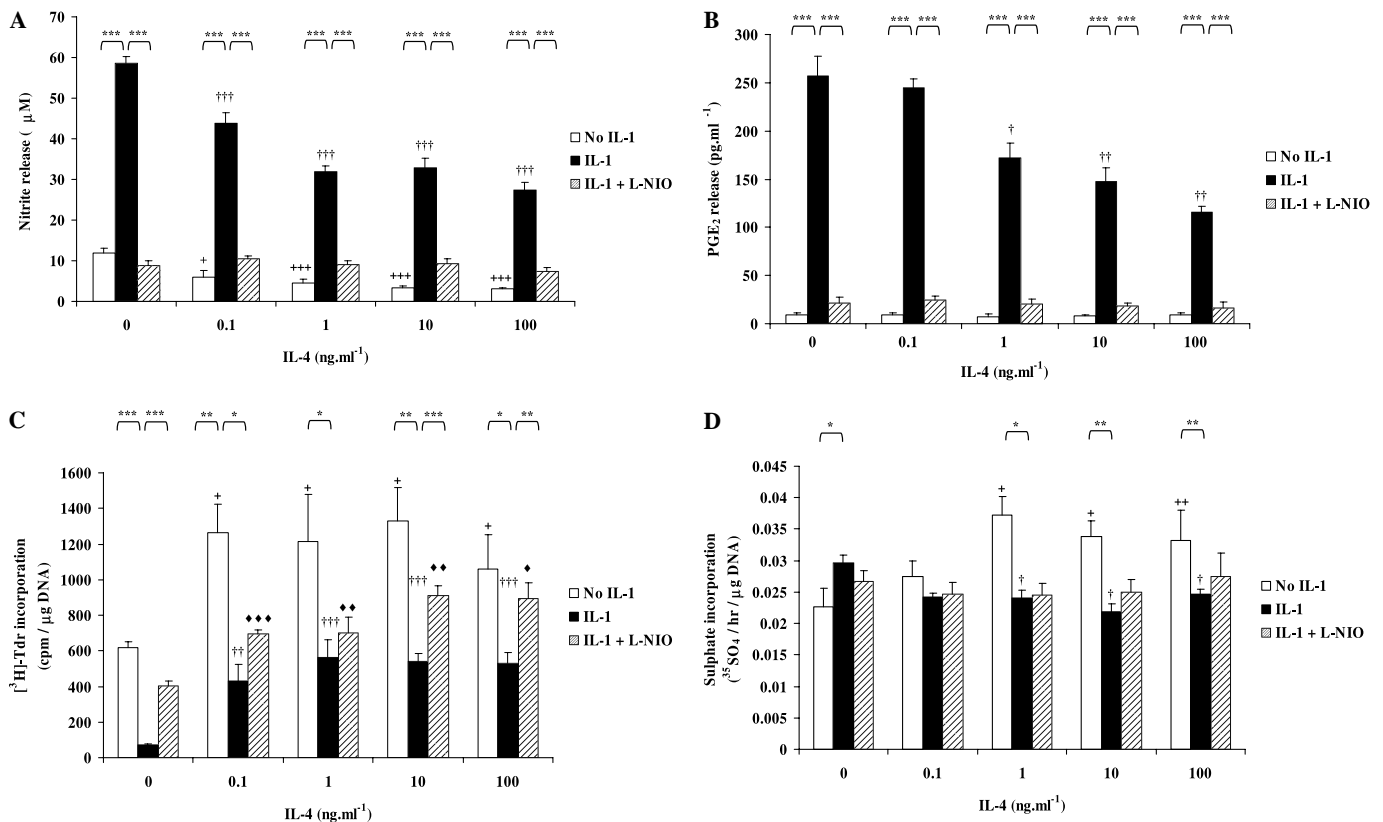 A
*** *** *** *** *** *** *** *** *** ***
70
60
50
40
30
20
10
0
Nitrite release ( μM)
††† ††† ††† †††
+ +++ +++ +++
0 0.1 1 10 100
IL-4 (ng.ml-1)
No IL-1
IL-1
IL-1 + L-NIO
B
*** *** *** *** *** *** *** *** *** ***
300
250
200
150
100
50
0
PGE2 release (pg.ml -1)
† †† ††
0 0.1 1 10 100
IL-4 (ng.ml-1)
No IL-1
IL-1
IL-1 + L-NIO
C
*** *** ** * * ** *** * **
1600
1400
1200
1000
800
600
400
200
0
[3H]-Tdr incorporation
(cpm / μg DNA)
+ + + +
†† ††† ††† †††
♦♦♦ ♦♦ ♦♦ ♦
0 0.1 1 10 100
IL-4 (ng.ml-1)
No IL-1
IL-1
IL-1 + L-NIO
D
* * ** **
0.045
0.04
0.035
0.03
0.025
0.02
0.015
0.01
0.005
0
Sulphate incorporation
(35SO4 / hr / μg DNA)
+ + ++
† † †
0 0.1 1 10 100
IL-4 (ng.ml-1)
No IL-1
IL-1
IL-1 + L-NIO